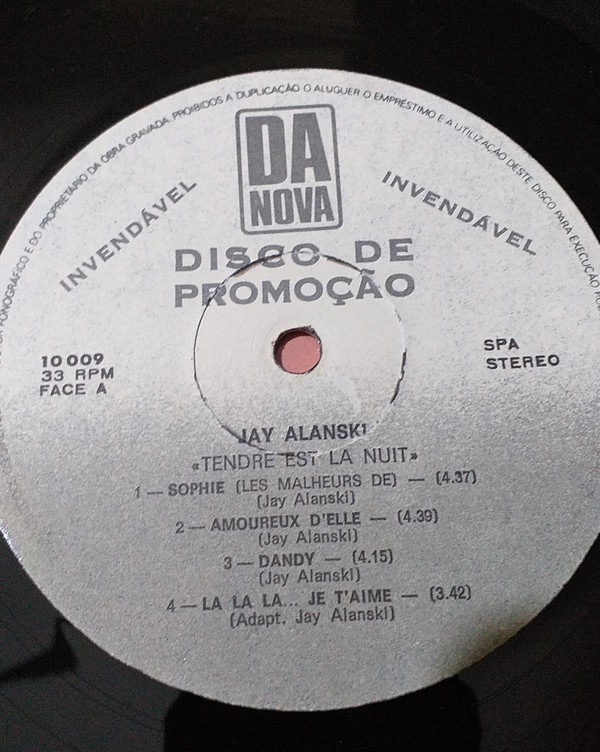 FONOGRÁFICO E DO PROPRIETÁRIO DA OBRA GRAVADA. PROIBIDOS A DUPLICAÇÃO O ALUGUER O EMPRÉSTIMO E A UTILIZAÇÃO DESTE DISCO PARA EXECUÇÃO
DA
NOVA
INVENDÁVEL
INVENDÁVEL
DISCO DE
PROMOÇÃO
10009
33 RPM
FACE A
SPA
STEREO
JAY ALANSKI
«TENDRE EST LA NUIT»
1 — SOPHIE (LES MALHEURS DE) — (4.37)
(Jay Alanski)
2 — AMOUREUX D'ELLE — (4.39)
(Jay Alanski)
3 — DANDY — (4.15)
(Jay Alanski)
4 — LA LA LA... JE T'AIME — (3.42)
(Adapt. Jay Alanski)